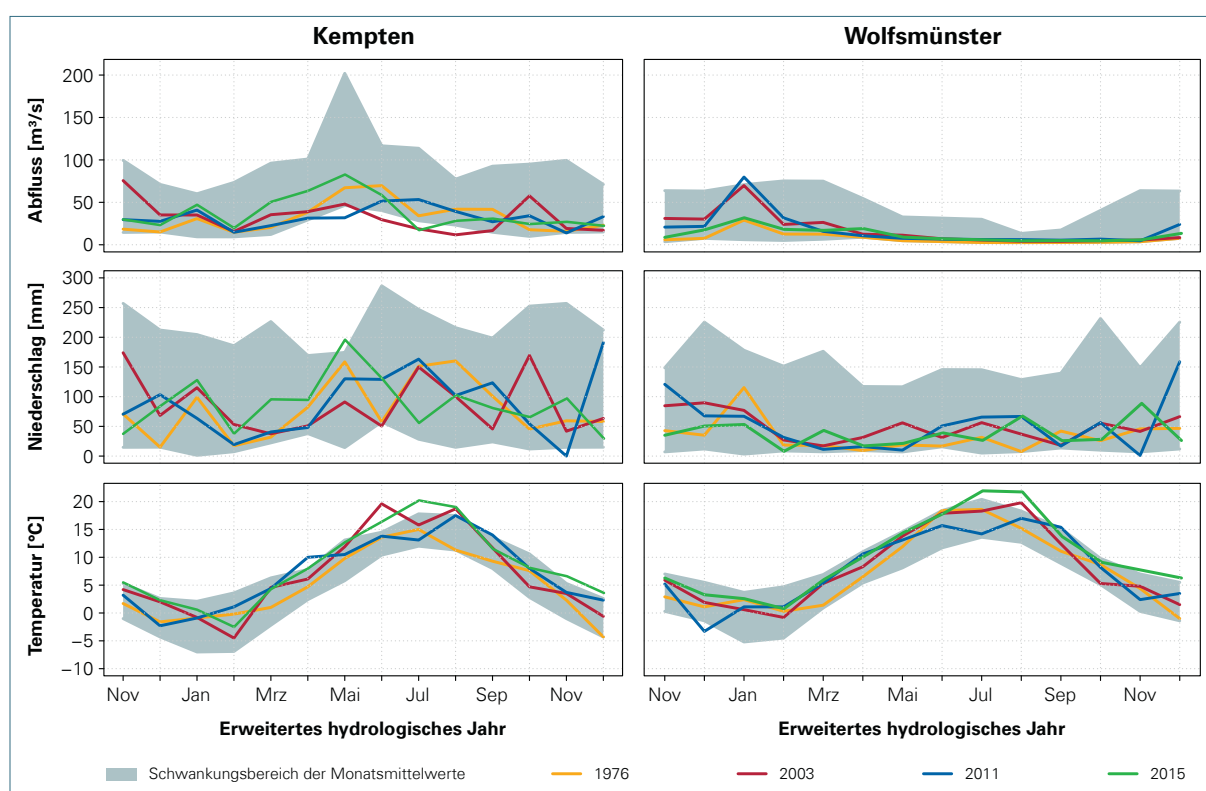 Kempten
Wolfsmünster
Abfluss [m³/s]
200
150
100
50
0
Niederschlag [mm]
300
250
200
150
100
50
0
Temperatur [°C]
20
15
10
5
0
−5
−10
Nov Jan Mrz Mai Jul Sep Nov
Nov Jan Mrz Mai Jul Sep Nov
Erweitertes hydrologisches Jahr
Erweitertes hydrologisches Jahr
Schwankungsbereich der Monatsmittelwerte 1976 2003 2011 2015